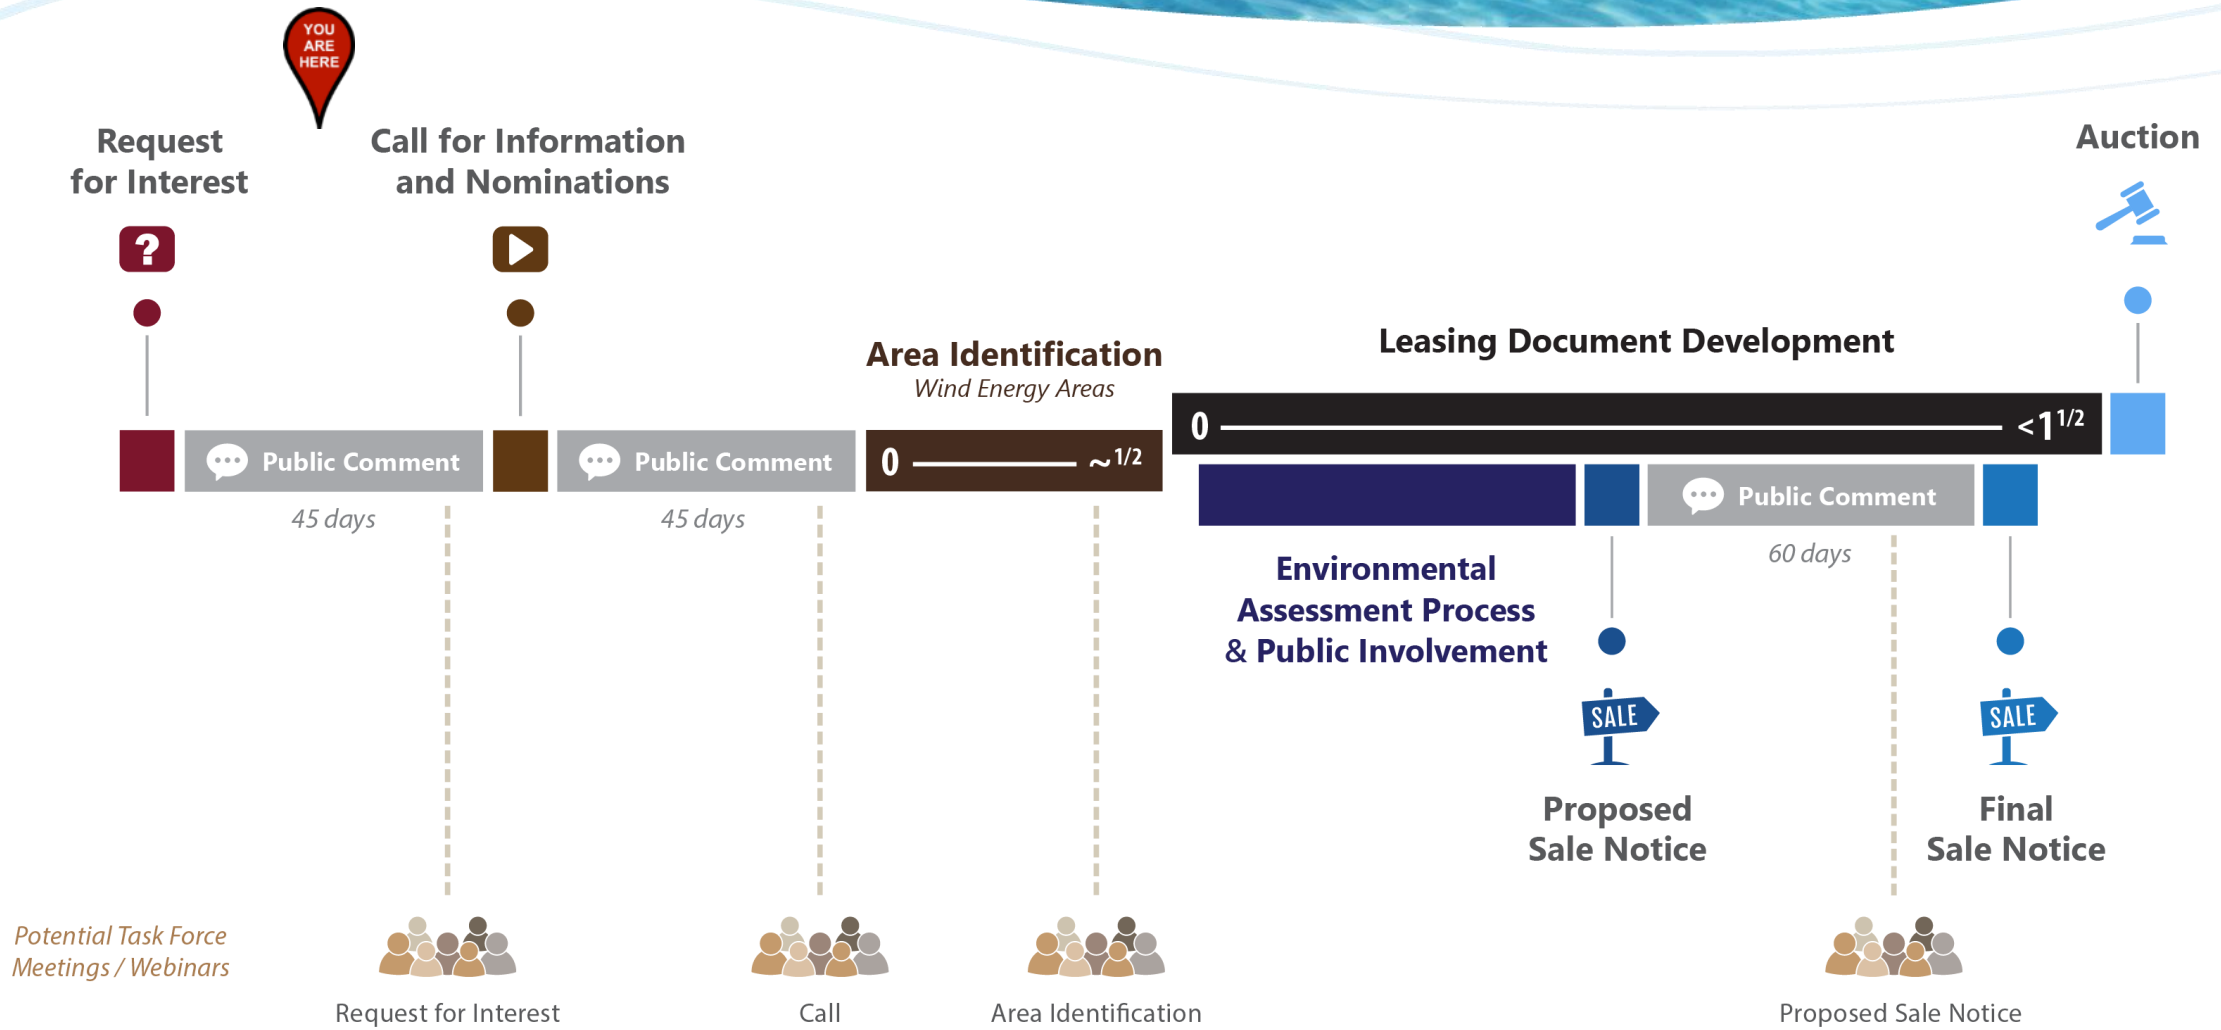 YOU
ARE
HERE
Request
for Interest
Call for Information
and Nominations
Auction
?
Area Identification
Wind Energy Areas
Leasing Document Development
0
<1 1/2
Public Comment
Public Comment
0
~1/2
45 days
45 days
Public Comment
60 days
Environmental
Assessment Process
& Public Involvement
SALE
SALE
Proposed
Sale Notice
Final
Sale Notice
Potential Task Force
Meetings / Webinars
Request for Interest
Call
Area Identification
Proposed Sale Notice